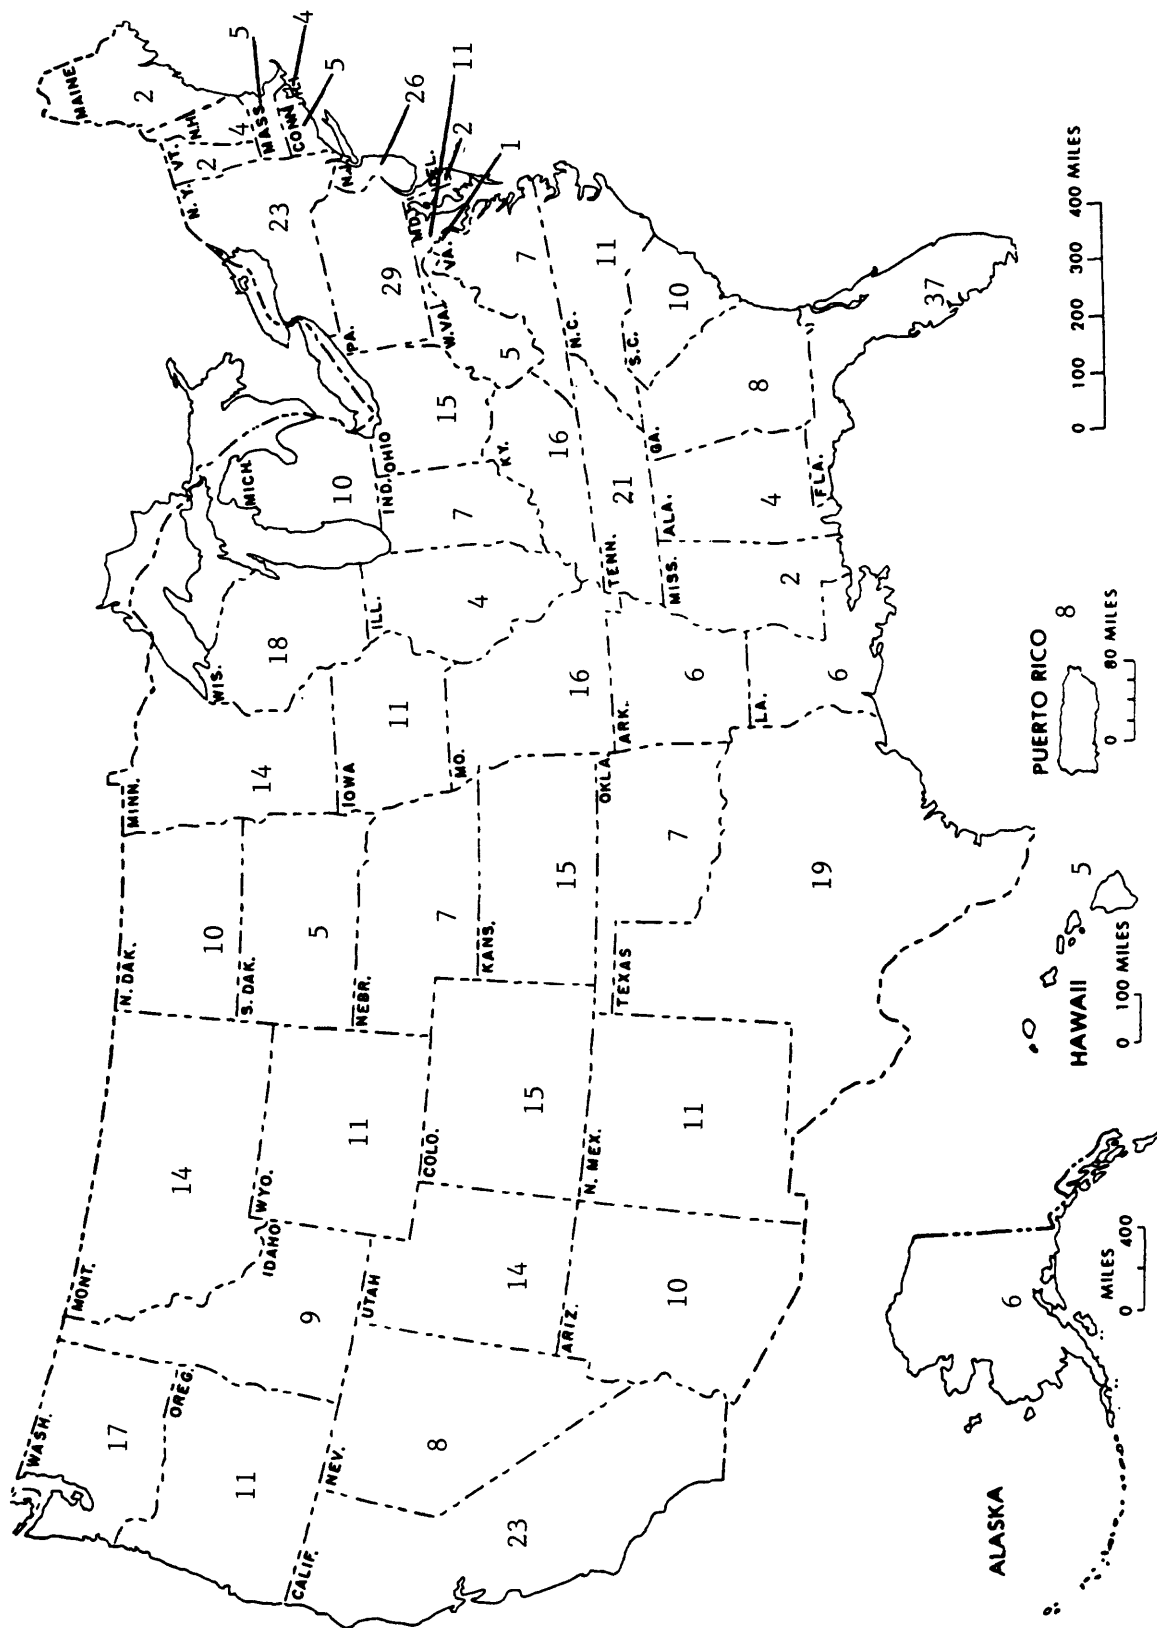 WASH.
17
OREG.
11
CALIF.
23
NEV.
8
IDAHO
9
MONT.
14
WYO.
11
UTAH
14
ARIZ.
10
COLO.
15
N. MEX.
11
N. DAK.
10
S. DAK.
5
NEBR.
7
KANS.
15
OKLA.
7
TEXAS
19
MINN.
14
IOWA
11
MO.
16
ARK.
6
LA.
6
WIS.
18
ILL.
4
MICH.
10
IND.
7
OHIO
15
KY.
16
TENN.
21
MISS.
2
ALA.
4
GA.
8
FLA.
37
S.C.
10
N.C.
11
VA.
7
W.VA.
5
PA.
29
N.Y.
23
VT.
2
N.H.
4
MAINE
2
MASS.
5
R.I.
4
CONN.
5
N.J.
26
MD.
11
DEL.
2
1
ALASKA
6
MILES
0 400
HAWAII
5
0 100 MILES
PUERTO RICO
8
0 80 MILES
0 100 200 300 400 MILES